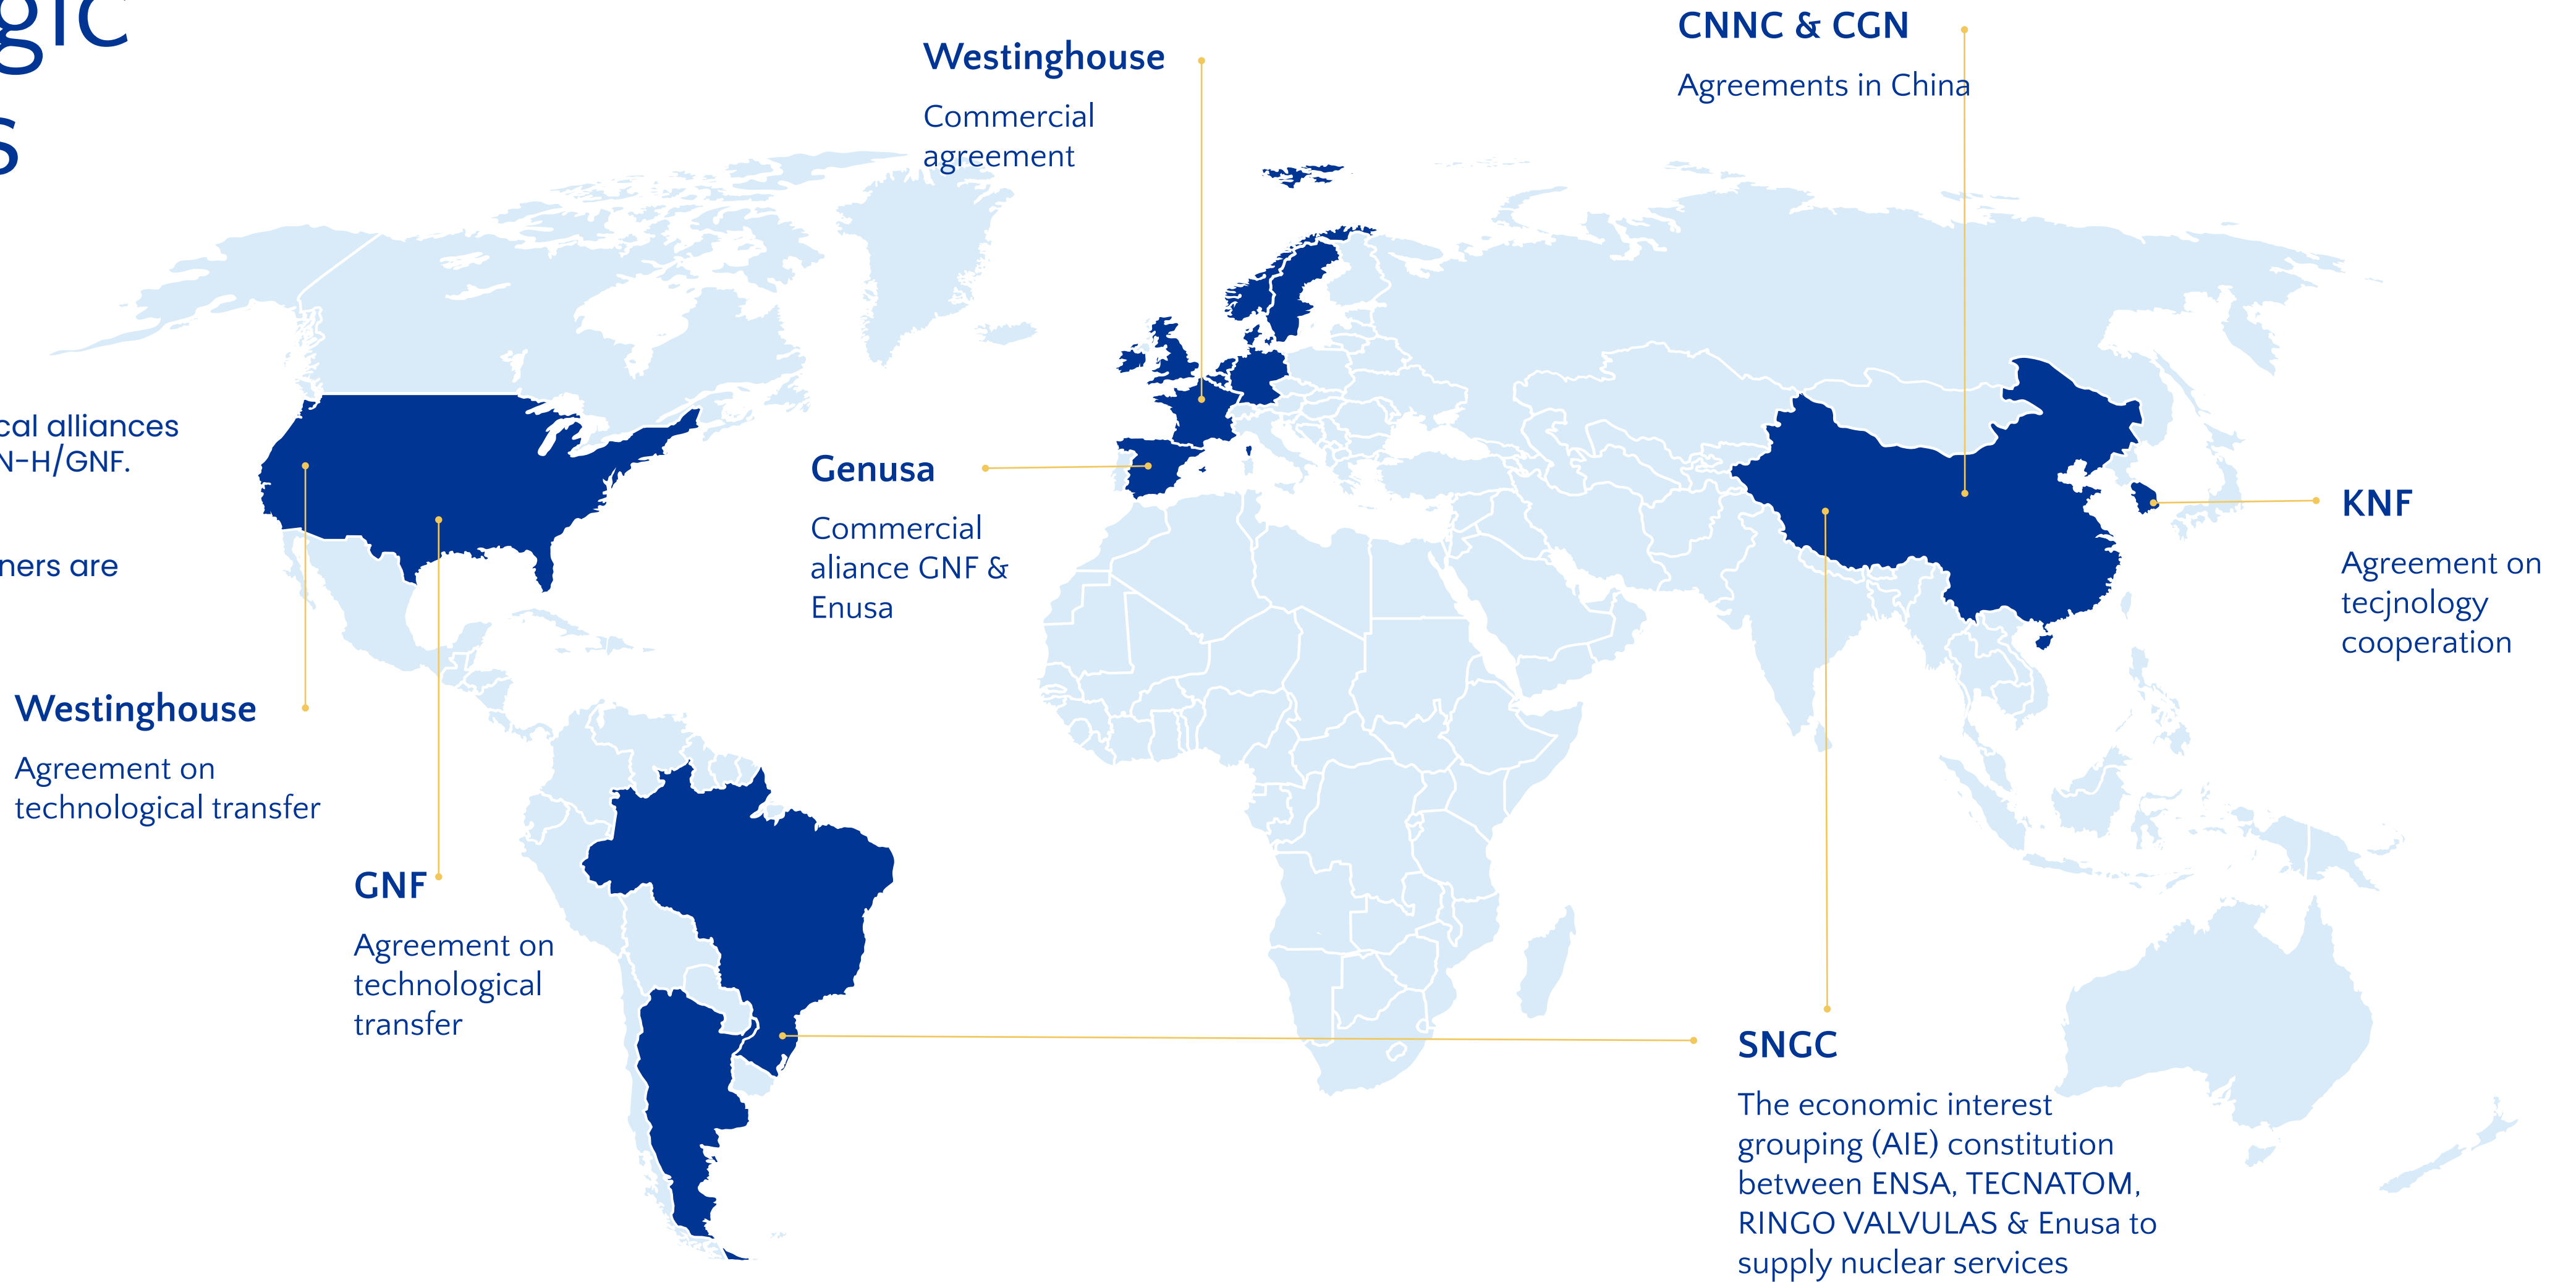 gic
s
cal alliances
N-H/GNF.
ners are
Westinghouse
Commercial
agreement
CNNC & CGN
Agreements in China
Genusa
Commercial
aliance GNF &
Enusa
KNF
Agreement on
tecjnology
cooperation
Westinghouse
Agreement on
technological transfer
GNF
Agreement on
technological
transfer
SNGC
The economic interest
grouping (AIE) constitution
between ENSA, TECNATOM,
RINGO VALVULAS & Enusa to
supply nuclear services